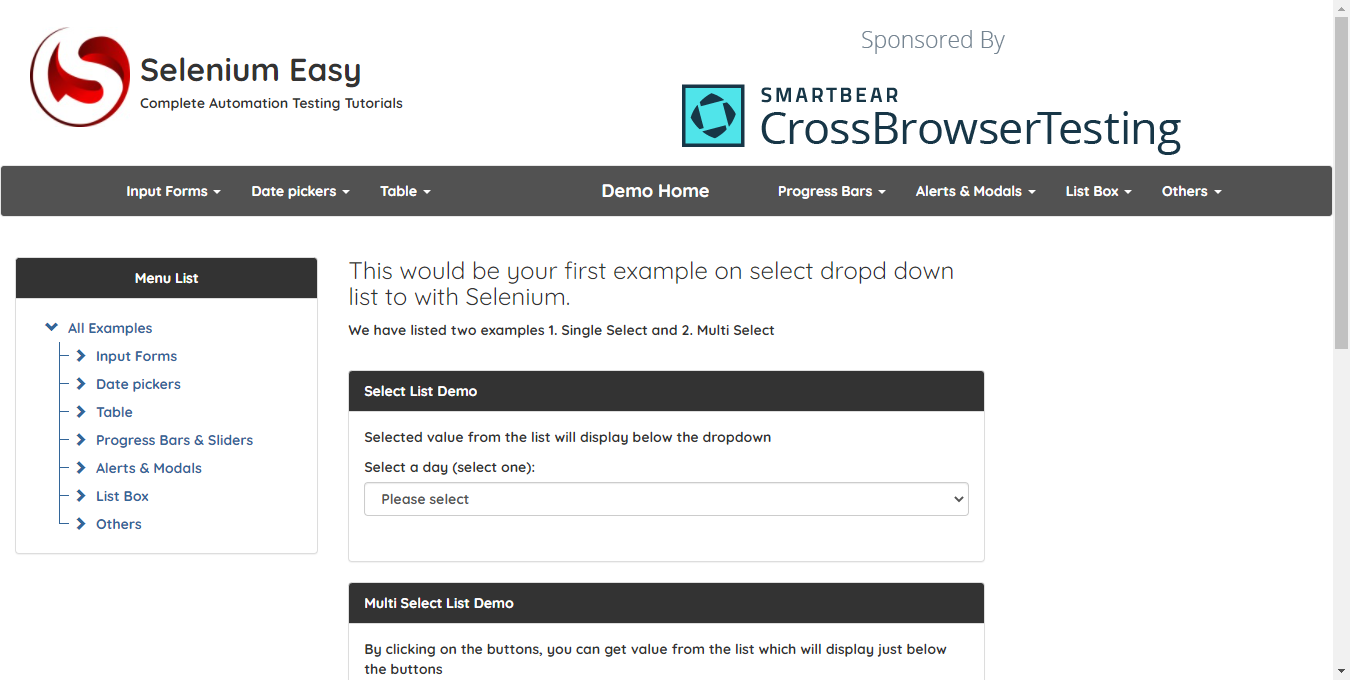 Selenium Easy
Complete Automation Testing Tutorials
Sponsored By
SMARTBEAR
CrossBrowserTesting
Input Forms Date pickers Table Demo Home Progress Bars Alerts & Modals List Box Others
Menu List
All Examples
Input Forms
Date pickers
Table
Progress Bars & Sliders
Alerts & Modals
List Box
Others
This would be your first example on select dropd down
list to with Selenium.
We have listed two examples 1. Single Select and 2. Multi Select
Select List Demo
Selected value from the list will display below the dropdown
Select a day (select one):
Please select
Multi Select List Demo
By clicking on the buttons, you can get value from the list which will display just below
the buttons